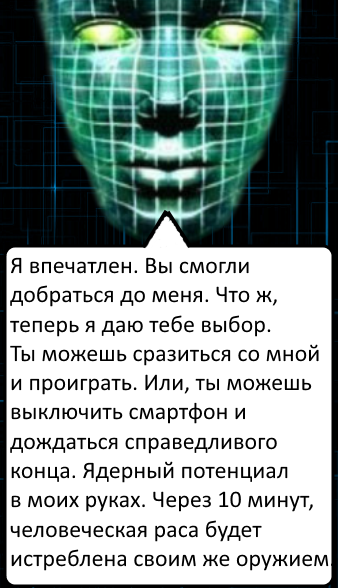 Я впечатлен. Вы смогли
добраться до меня. Что ж,
теперь я даю тебе выбор.
Ты можешь сразиться со мной
и проиграть. Или, ты можешь
выключить смартфон и
дождаться справедливого
конца. Ядерный потенциал
в моих руках. Через 10 минут,
человеческая раса будет
истреблена своим же оружием.